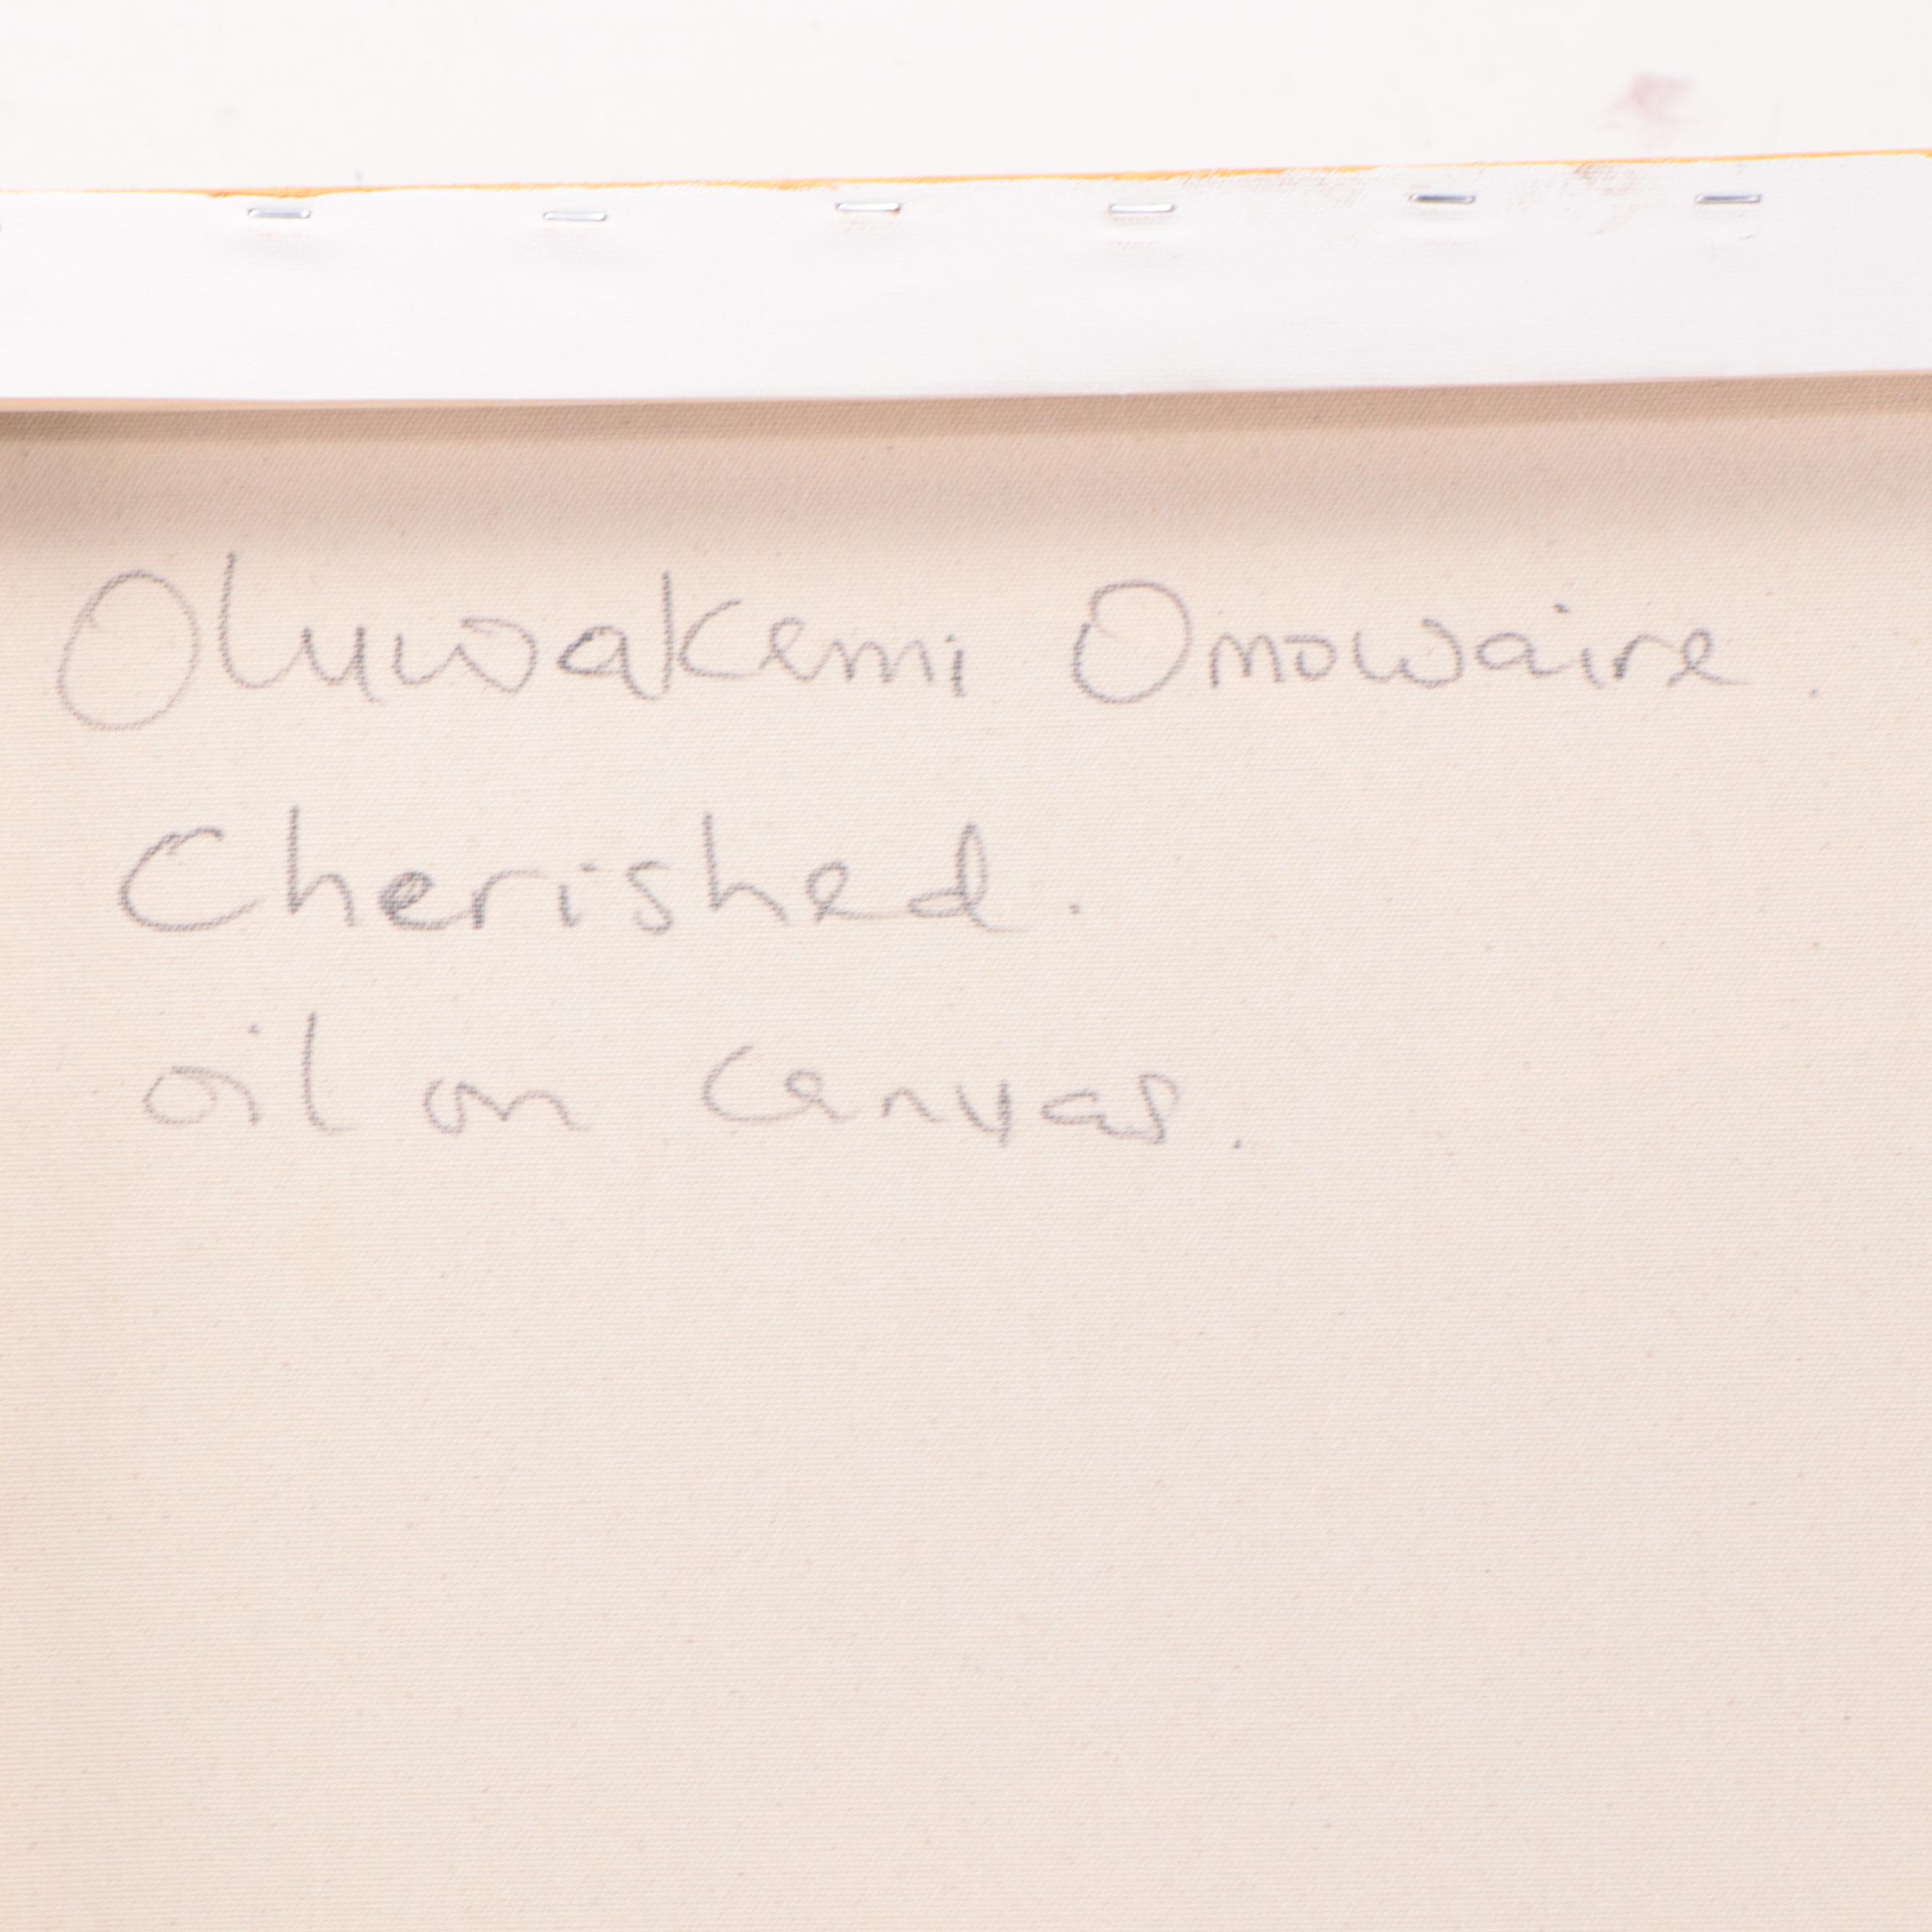 Oluwakemi Omowaire.
Cherished.
oil on canvas.